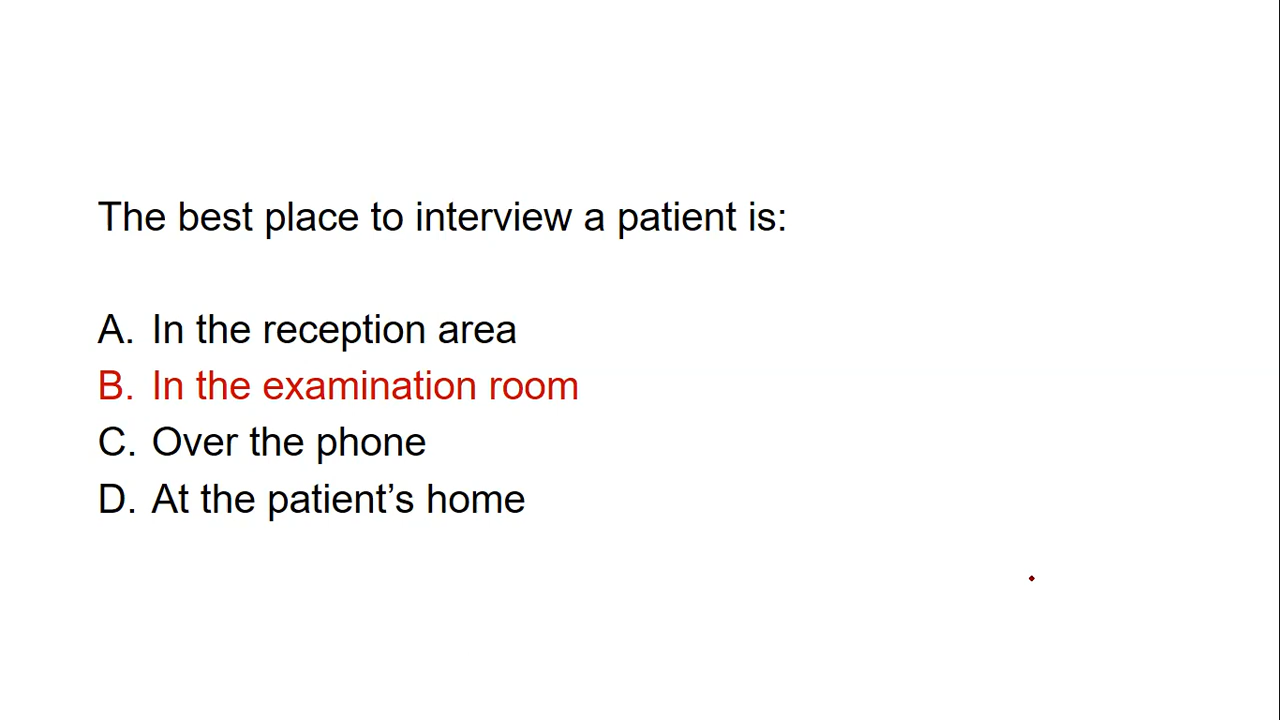 The best place to interview a patient is:
A. In the reception area
B. In the examination room
C. Over the phone
D. At the patient’s home